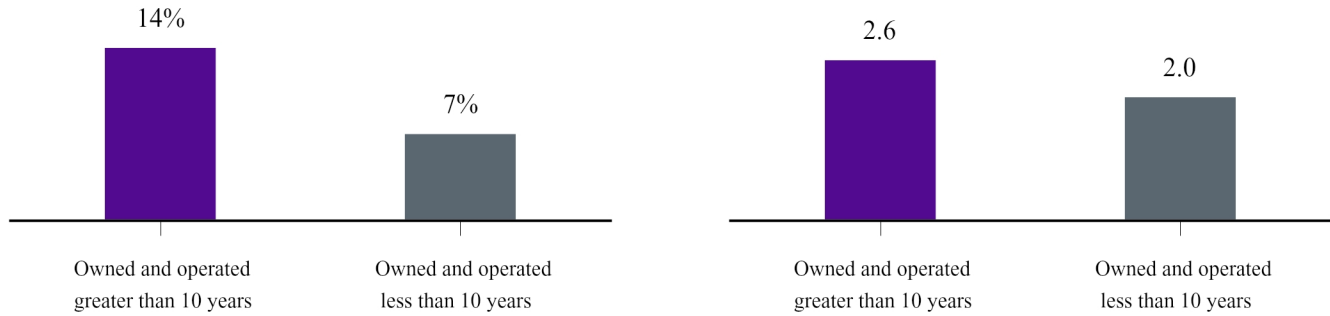 14%
7%
Owned and operated
greater than 10 years
Owned and operated
less than 10 years
2.6
2.0
Owned and operated
greater than 10 years
Owned and operated
less than 10 years